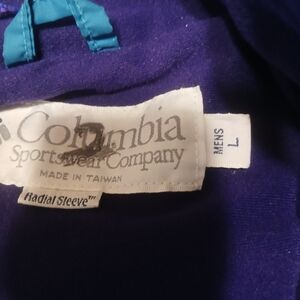 Columbia
Sportswear Company
MADE IN TAIWAN
Radial Sleeve™
MENS
L